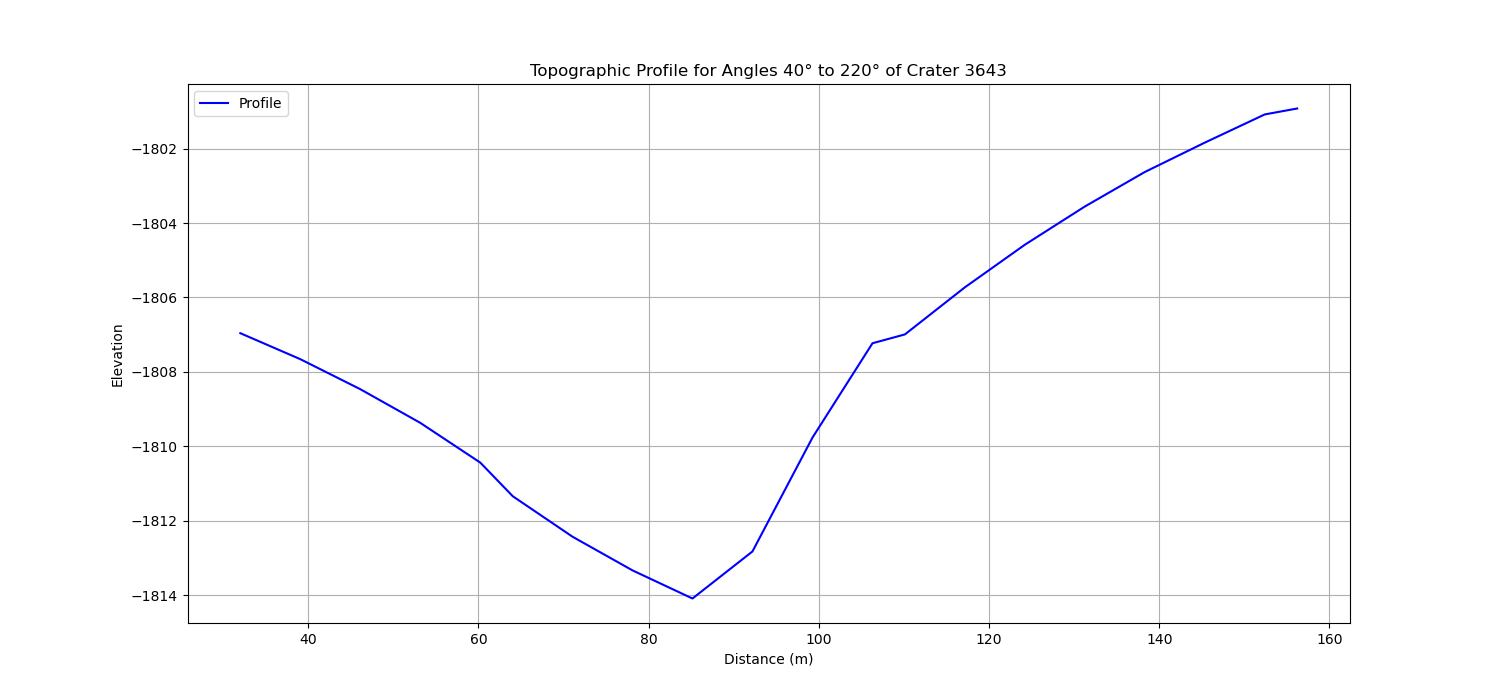 Topographic Profile for Angles 40° to 220° of Crater 3643
Profile
Elevation
−1802
−1804
−1806
−1808
−1810
−1812
−1814
40 60 80 100 120 140 160
Distance (m)